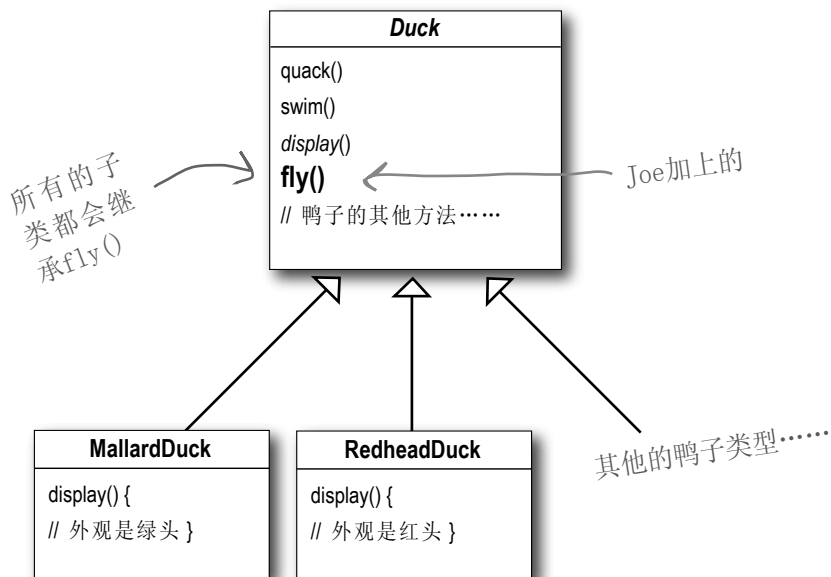 Duck
quack()
swim()
display()
fly()
// 鸭子的其他方法……
所有的子
类都会继
承fly()
Joe加上的
MallardDuck
display() {
// 外观是绿头 }
RedheadDuck
display() {
// 外观是红头 }
其他的鸭子类型……